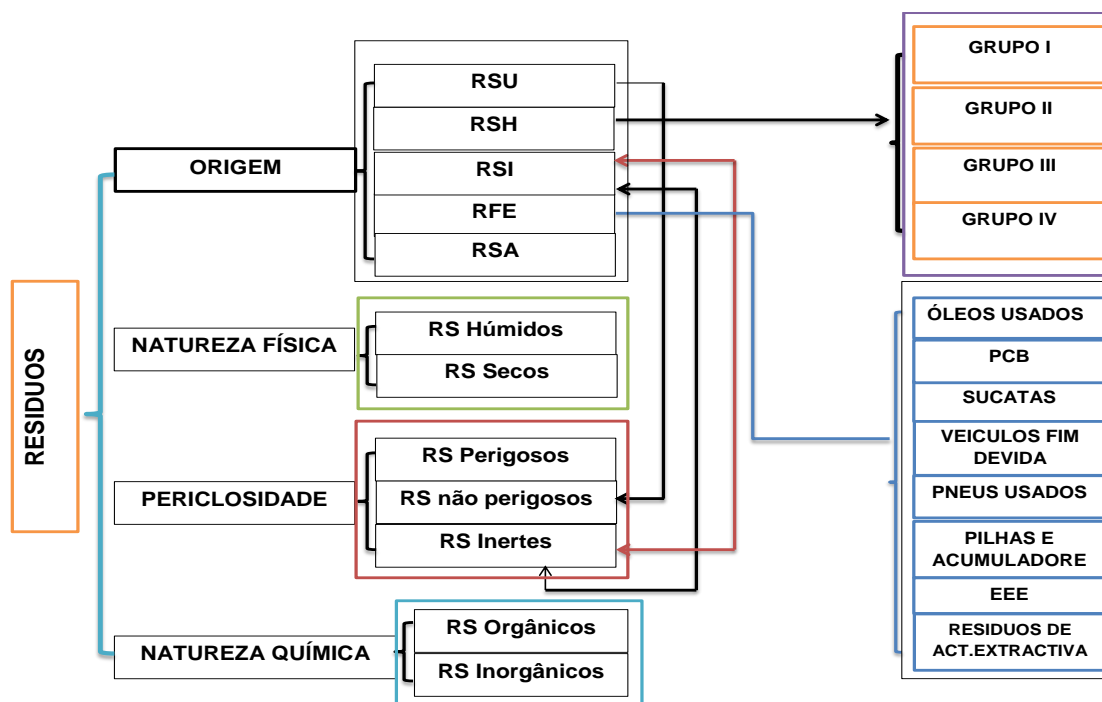 RESIDUOS
ORIGEM
RSU
RSH
RSI
RFE
RSA
NATUREZA FÍSICA
RS Húmidos
RS Secos
PERICLOSIDADE
RS Perigosos
RS não perigosos
RS Inertes
NATUREZA QUÍMICA
RS Orgânicos
RS Inorgânicos
GRUPO I
GRUPO II
GRUPO III
GRUPO IV
ÓLEOS USADOS
PCB
SUCATAS
VEICULOS FIM
DEVIDA
PNEUS USADOS
PILHAS E
ACUMULADORE
EEE
RESIDUOS DE
ACT.EXTRACTIVA